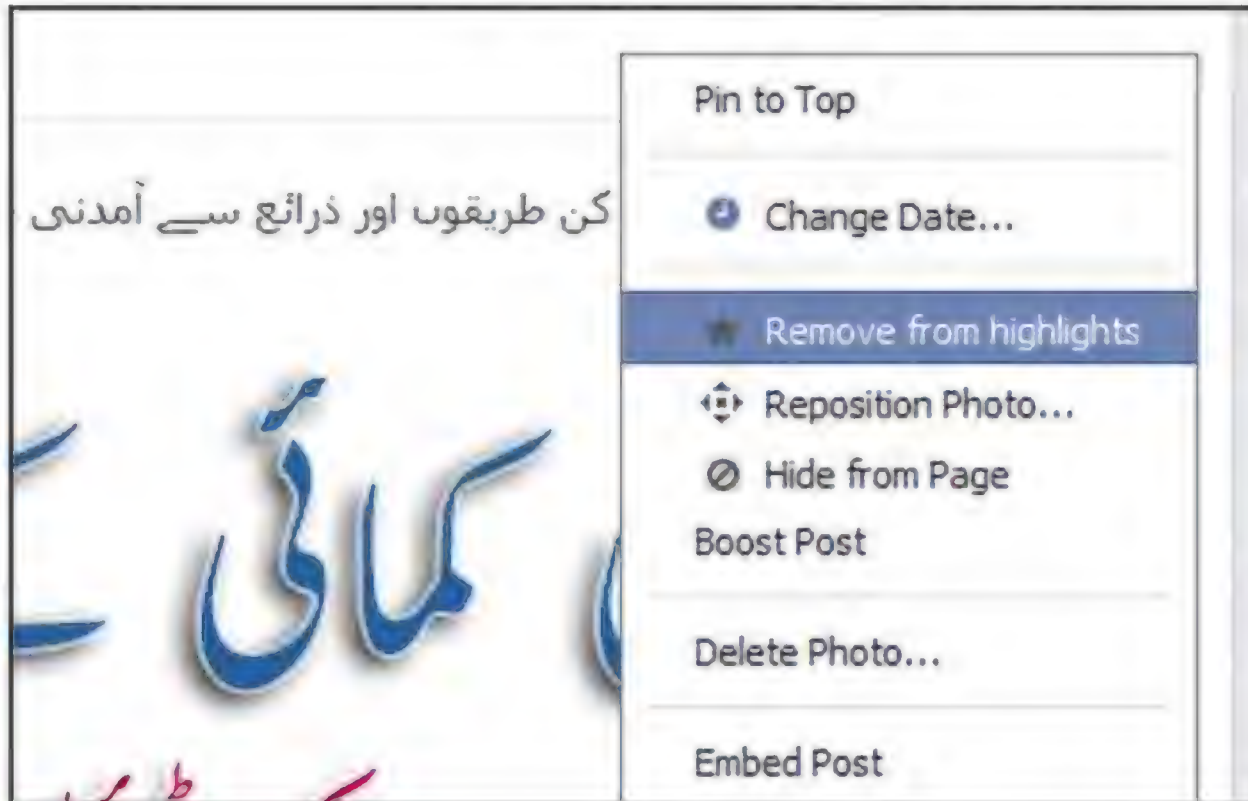 Pin to Top
کن طریقوں اور ذرائع سے آمدنی
Change Date...
Remove from highlights
Reposition Photo...
Hide from Page
کمائی
Boost Post
Delete Photo...
Embed Post